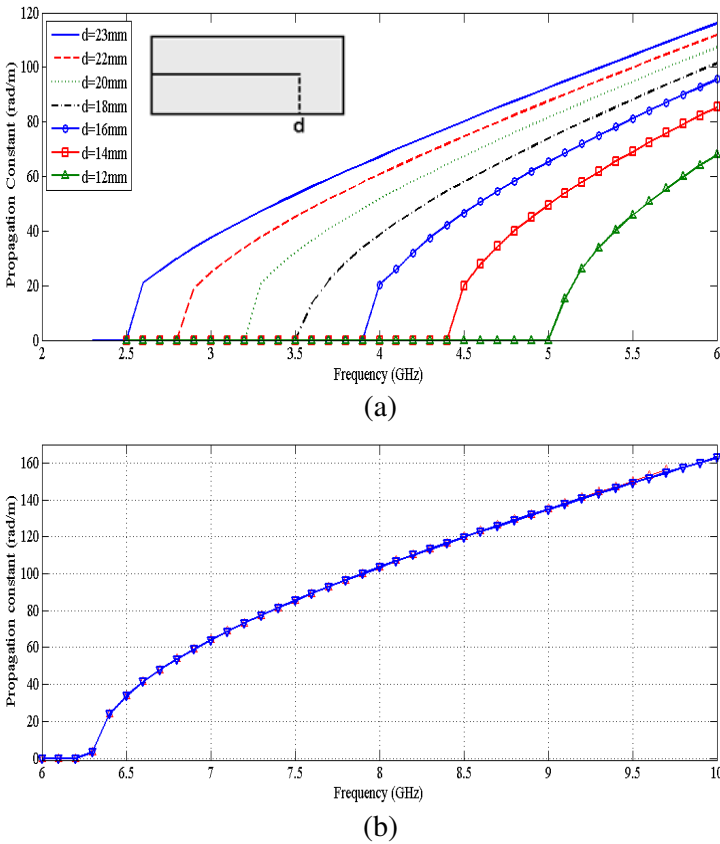 120
100
80
60
40
20
0
Propagation Constant (rad/m)
d=23mm
d=22mm
d=20mm
d=18mm
d=16mm
d=14mm
d=12mm
d
2 2.5 3 3.5 4 4.5 5 5.5 6
Frequency (GHz)
(a)
160
140
120
100
80
60
40
20
0
Propagation constant (rad/m)
6 6.5 7 7.5 8 8.5 9 9.5 10
Frequency (GHz)
(b)